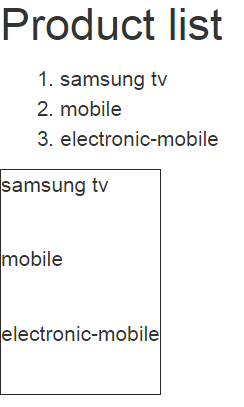 Product list
1. samsung tv
2. mobile
3. electronic-mobile
samsung tv
mobile
electronic-mobile